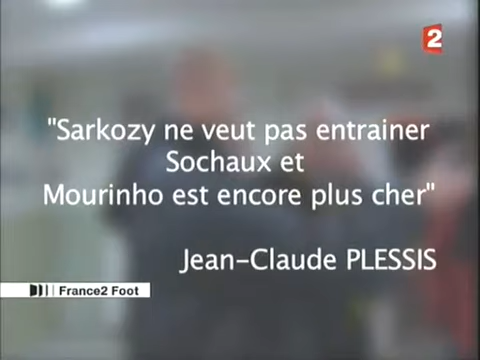 2
"Sarkozy ne veut pas entrainer
Sochaux et
Mourinho est encore plus cher"
Jean-Claude PLESSIS
France2 Foot